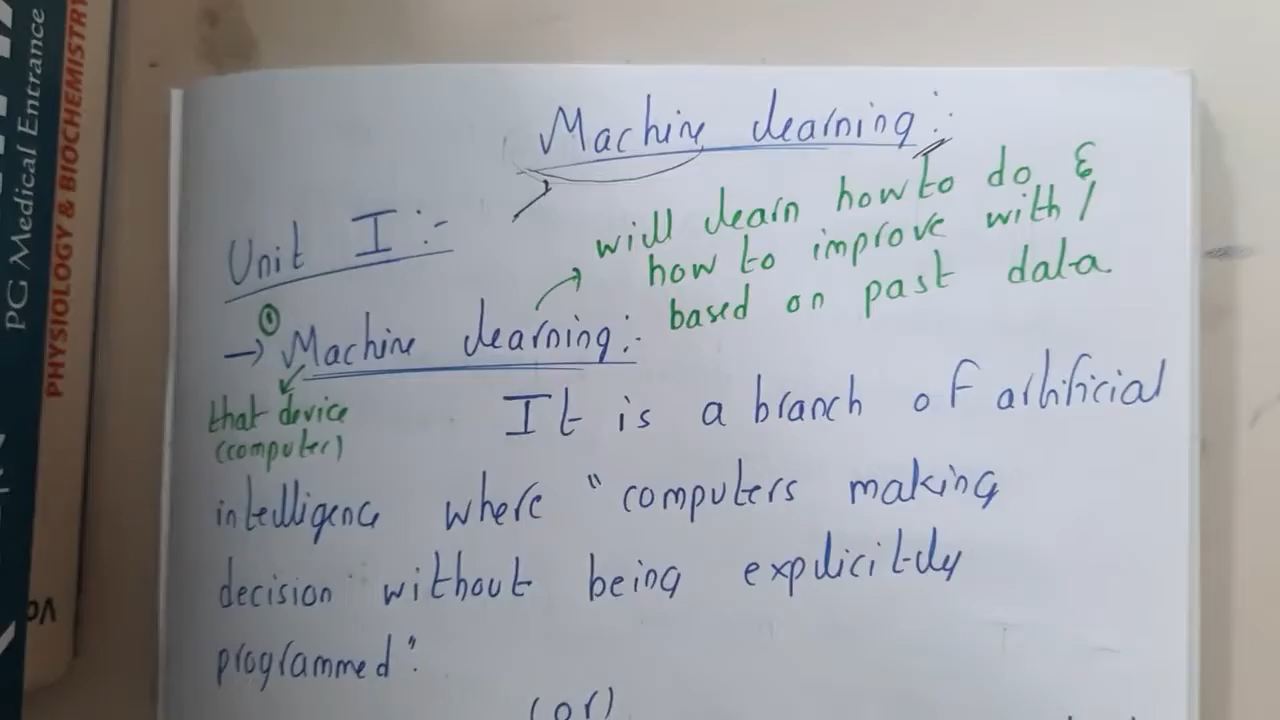 PG Medical Entrance
PHYSIOLOGY & BIOCHEMISTRY
Machine learning :-
Unit I :-
will learn how to do &
how to improve with /
based on past data
①
→ Machine learning :-
that device
(computer)
It is a branch of artificial
intelligence where "computers making
decision without being explicitly
programmed".
(or)